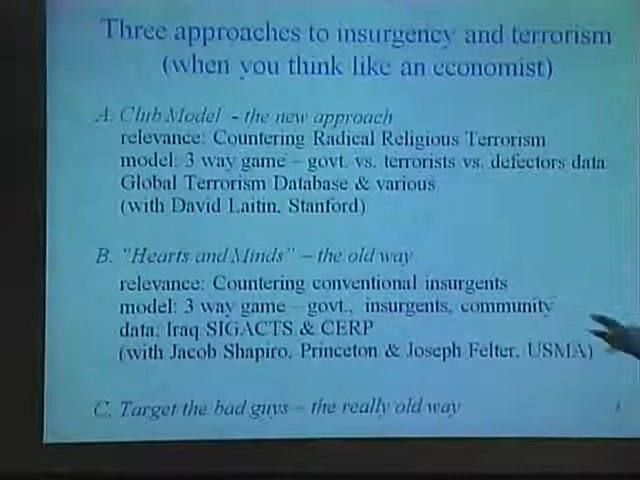 Three approaches to insurgency and terrorism
(when you think like an economist)
A. Club Model - the new approach
relevance: Countering Radical Religious Terrorism
model: 3 way game – govt. vs. terrorists vs. defectors data
Global Terrorism Database & various
(with David Laitin, Stanford)
B. "Hearts and Minds" – the old way
relevance: Countering conventional insurgents
model: 3 way game – govt., insurgents, community
data: Iraq SIGACTS & CERP
(with Jacob Shapiro, Princeton & Joseph Felter, USMA)
C. Target the bad guys – the really old way